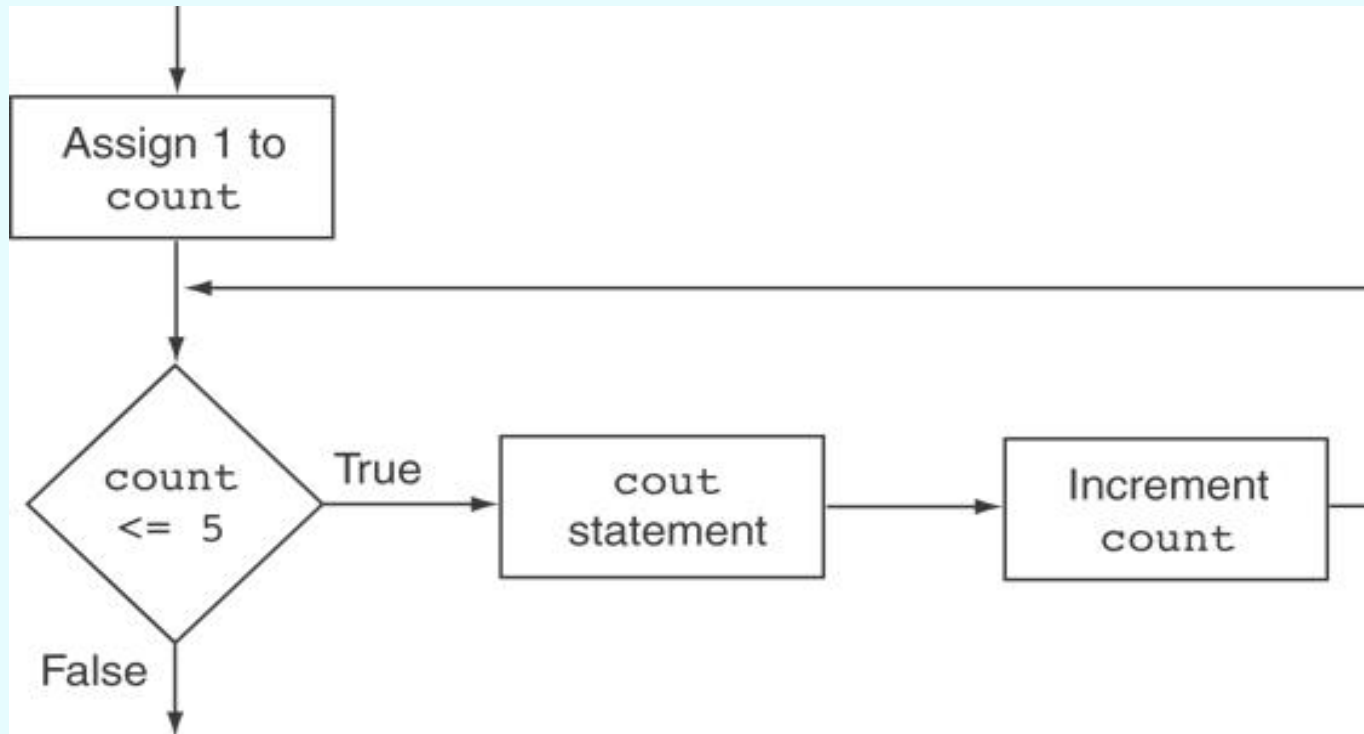 Assign 1 to
count
count
<= 5
True
cout
statement
Increment
count
False